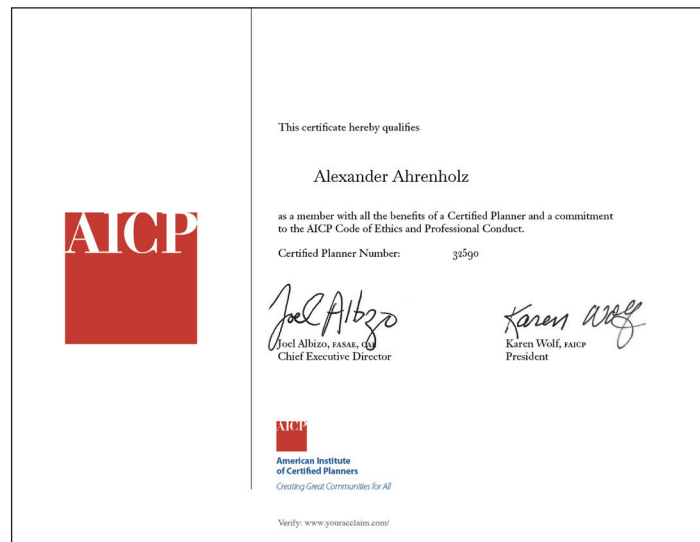 AICP
This certificate hereby qualifies
Alexander Ahrenholz
as a member with all the benefits of a Certified Planner and a commitment
to the AICP Code of Ethics and Professional Conduct.
Certified Planner Number: 32590
Joel Albizo Karen Wolf
Joel Albizo, FASAE, CAE Karen Wolf, FAICP
Chief Executive Director President
AICP
American Institute
of Certified Planners
Creating Great Communities for All
Verify: www.youracclaim.com/